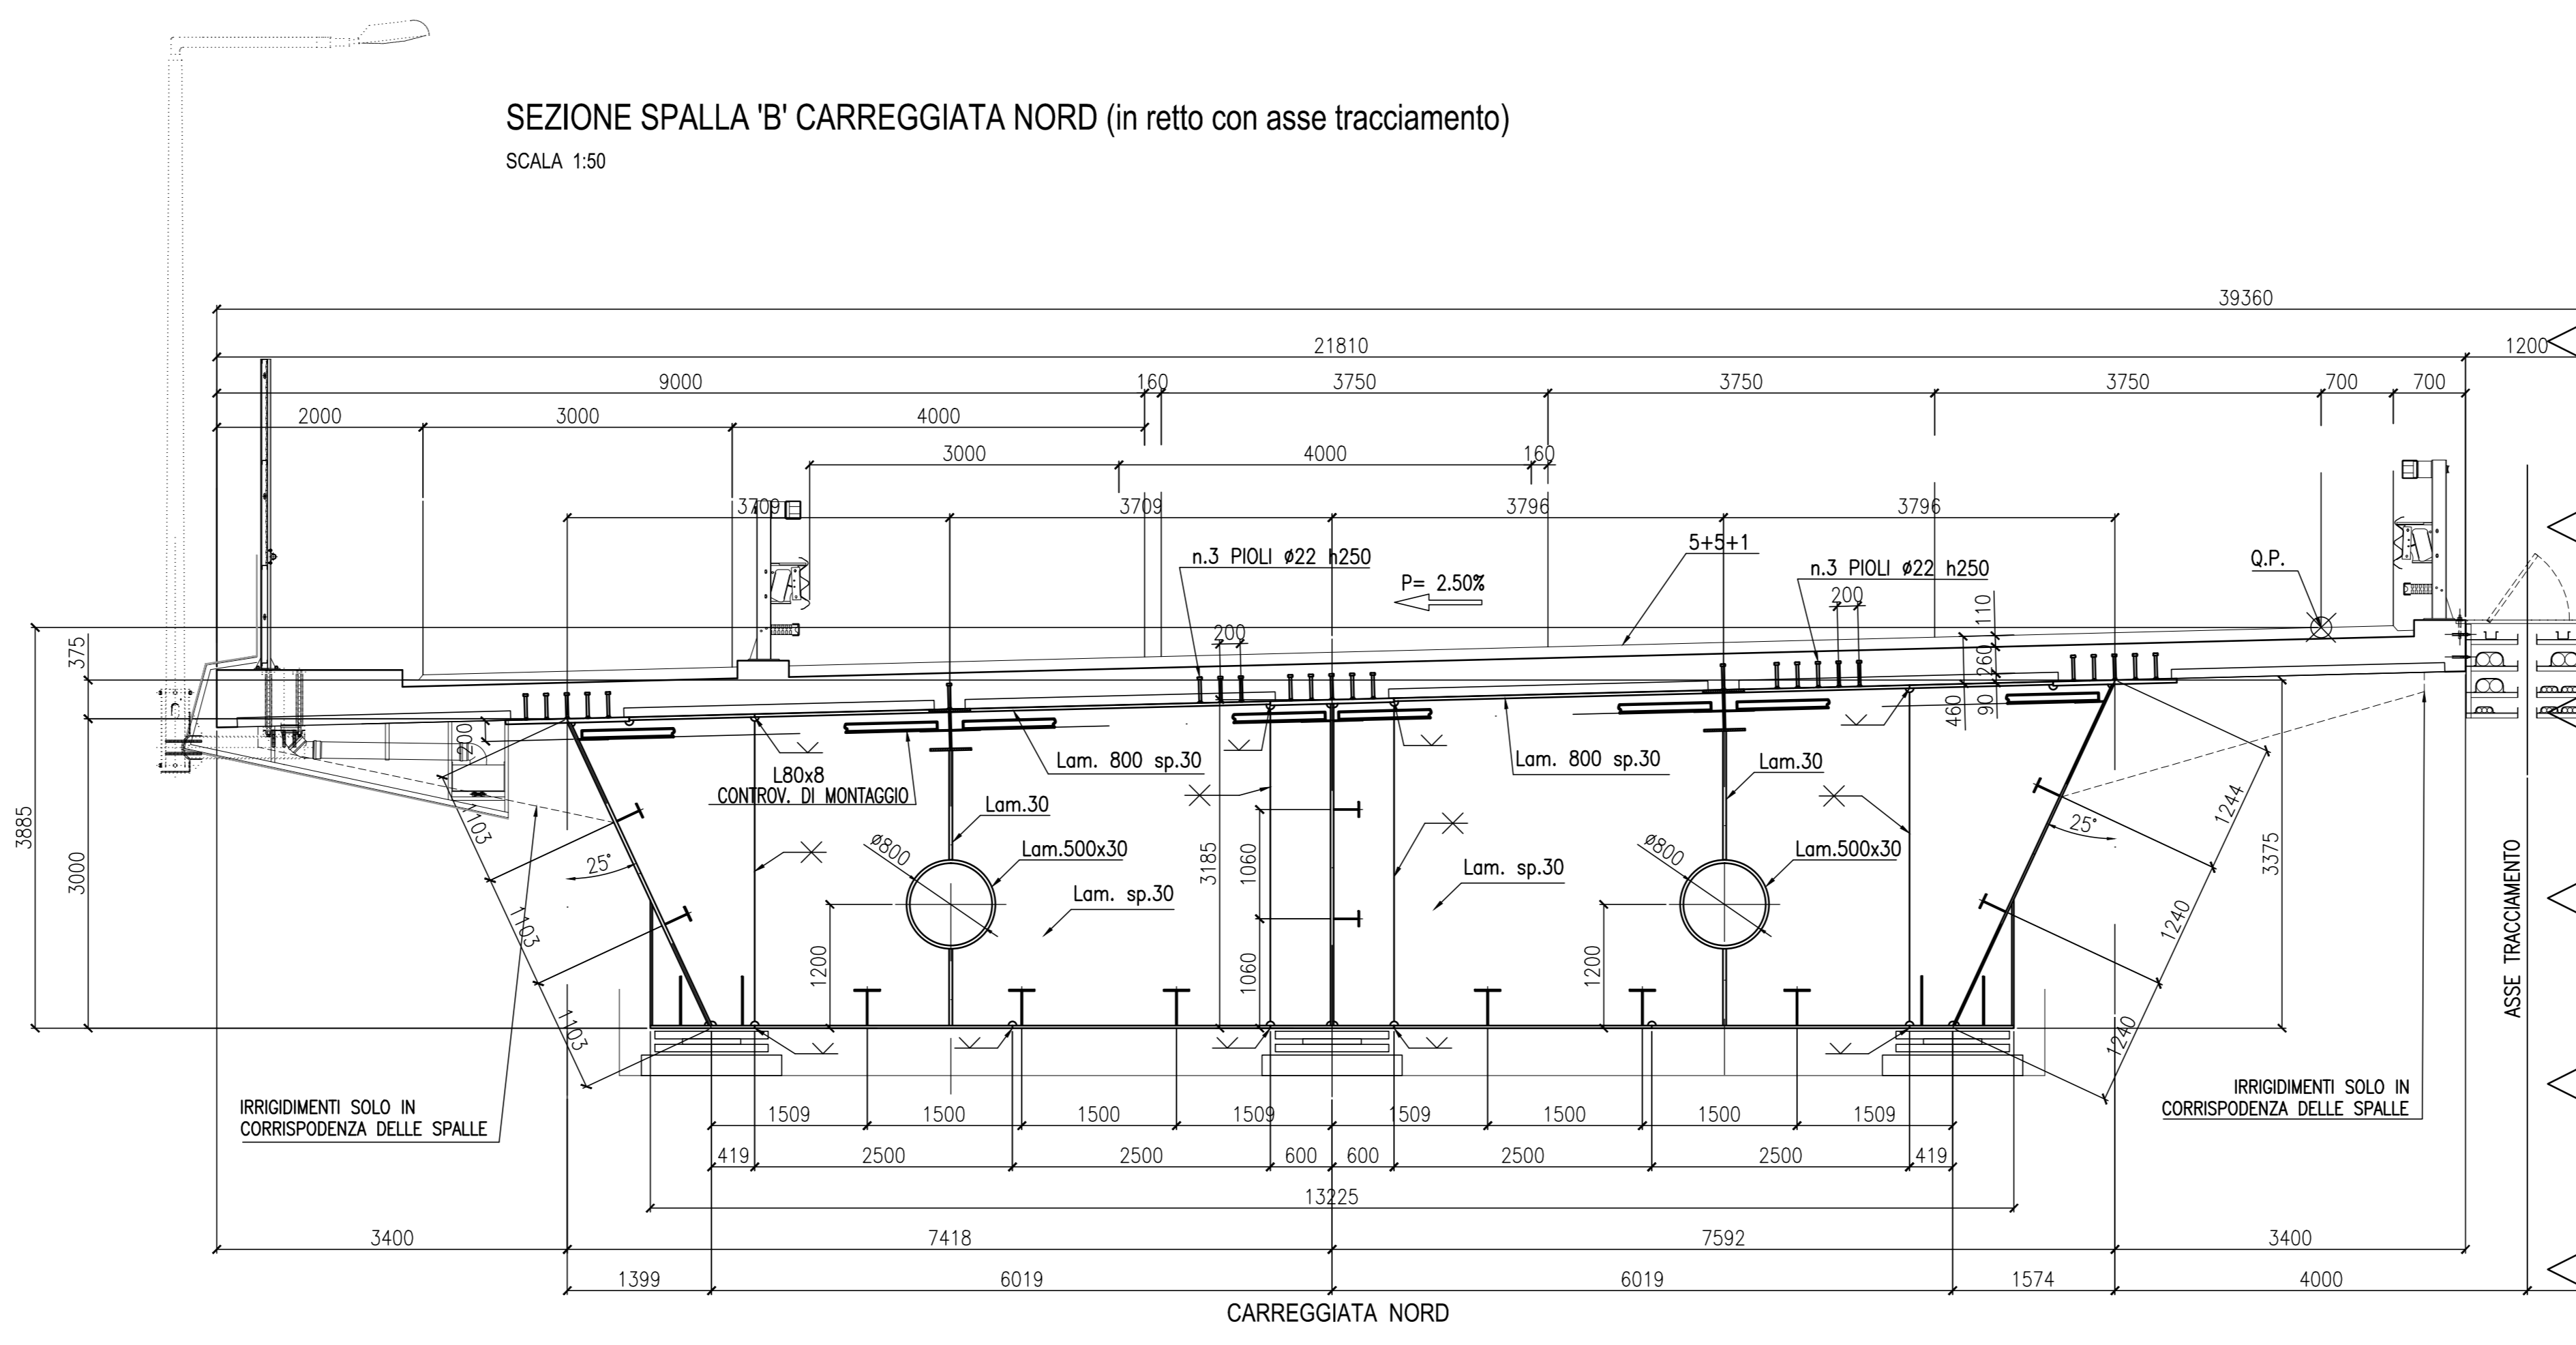 SEZIONE SPALLA 'B' CARREGGIATA NORD (in retto con asse tracciamento)
SCALA 1:50
39360
21810
1200
9000
160
3750
3750
3750
700
700
2000
3000
4000
3000
4000
160
3709
3709
3796
3796
n.3 PIOLI ø22 h250
P= 2.50%
5+5+1
n.3 PIOLI ø22 h250
Q.P.
200
200
110
260
460
90
375
3885
3000
200
L80x8
CONTROV. DI MONTAGGIO
Lam. 800 sp.30
Lam. 800 sp.30
Lam.30
Lam.30
ø800
Lam.500x30
ø800
Lam.500x30
Lam. sp.30
Lam. sp.30
25°
25°
1103
1103
1103
1244
1240
1240
3375
3185
1060
1060
1200
1200
ASSE TRACCIAMENTO
IRRIGIDIMENTI SOLO IN
CORRISPODENZA DELLE SPALLE
IRRIGIDIMENTI SOLO IN
CORRISPODENZA DELLE SPALLE
1509
1500
1500
1509
1509
1500
1500
1509
419
2500
2500
600
600
2500
2500
419
13225
3400
7418
7592
3400
1399
6019
6019
1574
4000
CARREGGIATA NORD